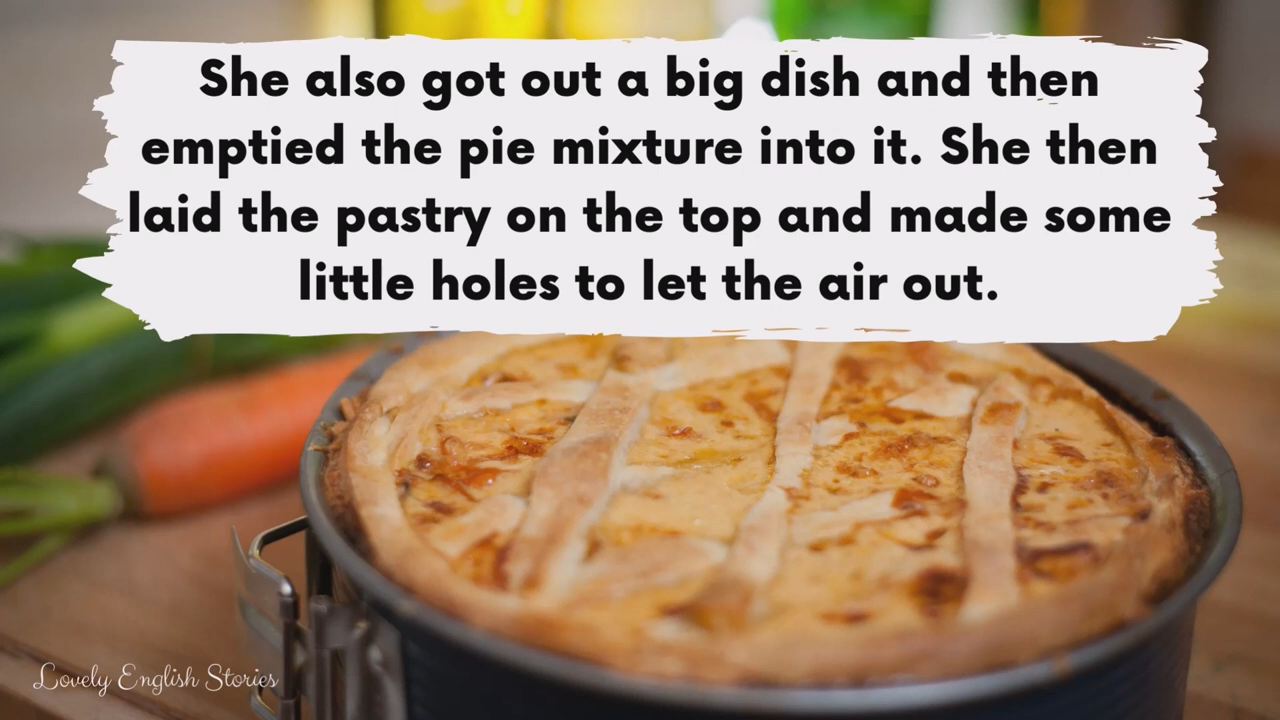 She also got out a big dish and then
emptied the pie mixture into it. She then
laid the pastry on the top and made some
little holes to let the air out.
Lovely English Stories